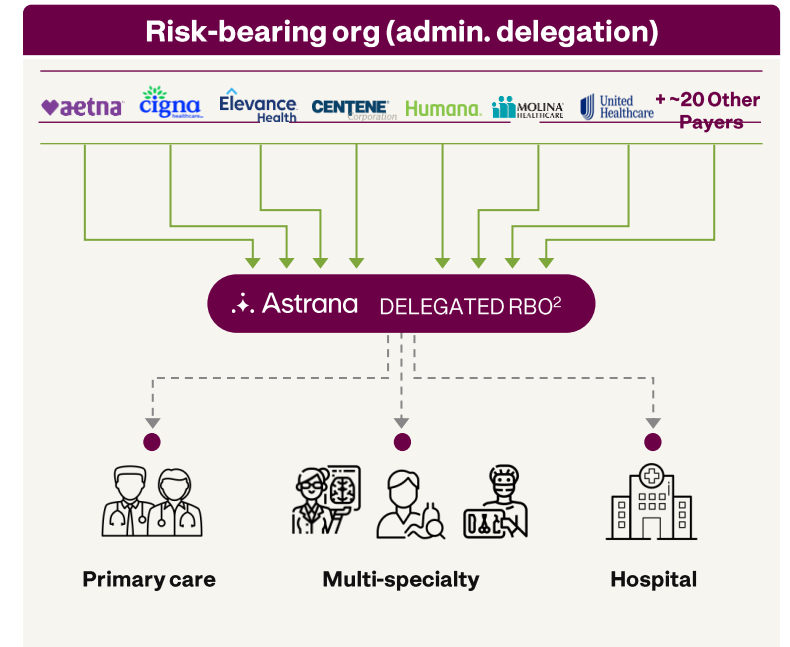 Risk-bearing org (admin. delegation)
aetna
cigna
healthcare
Elevance
Health
CENTENE
Corporation
Humana
MOLINA
HEALTHCARE
United
Healthcare
+ ~20 Other
Payers
Astrana DELEGATED RBO²
Primary care
Multi-specialty
Hospital